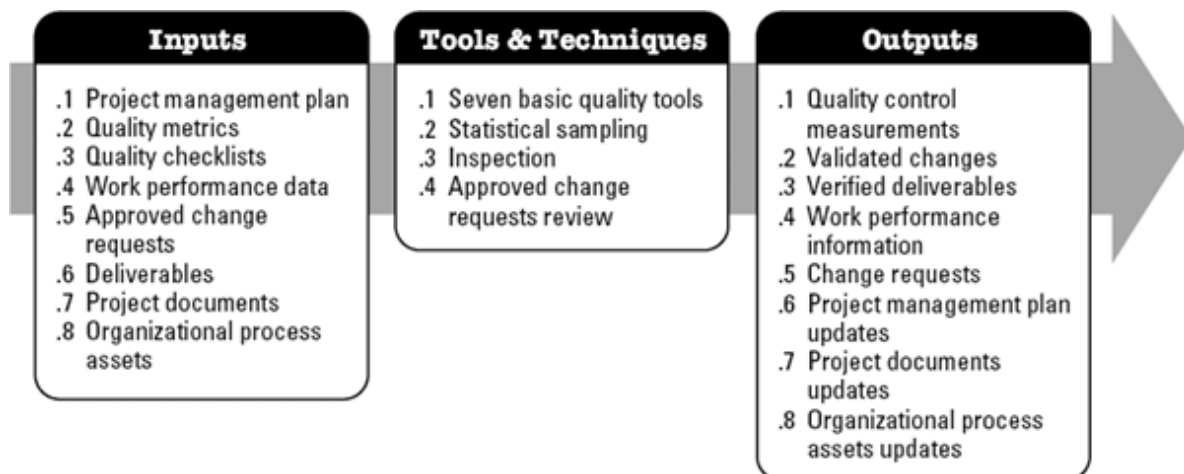 Inputs
.1 Project management plan
.2 Quality metrics
.3 Quality checklists
.4 Work performance data
.5 Approved change
requests
.6 Deliverables
.7 Project documents
.8 Organizational process
assets
Tools & Techniques
.1 Seven basic quality tools
.2 Statistical sampling
.3 Inspection
.4 Approved change
requests review
Outputs
.1 Quality control
measurements
.2 Validated changes
.3 Verified deliverables
.4 Work performance
information
.5 Change requests
.6 Project management plan
updates
.7 Project documents
updates
.8 Organizational process
assets updates